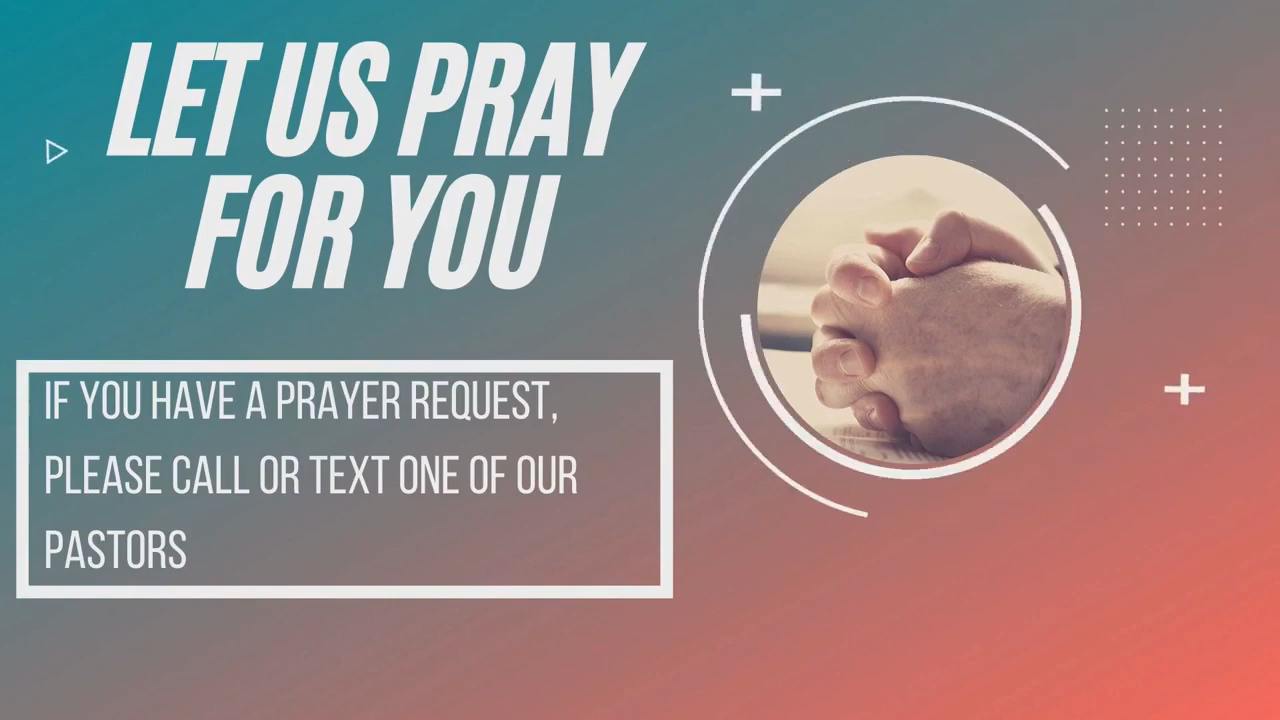 LET US PRAY
FOR YOU
IF YOU HAVE A PRAYER REQUEST,
PLEASE CALL OR TEXT ONE OF OUR
PASTORS